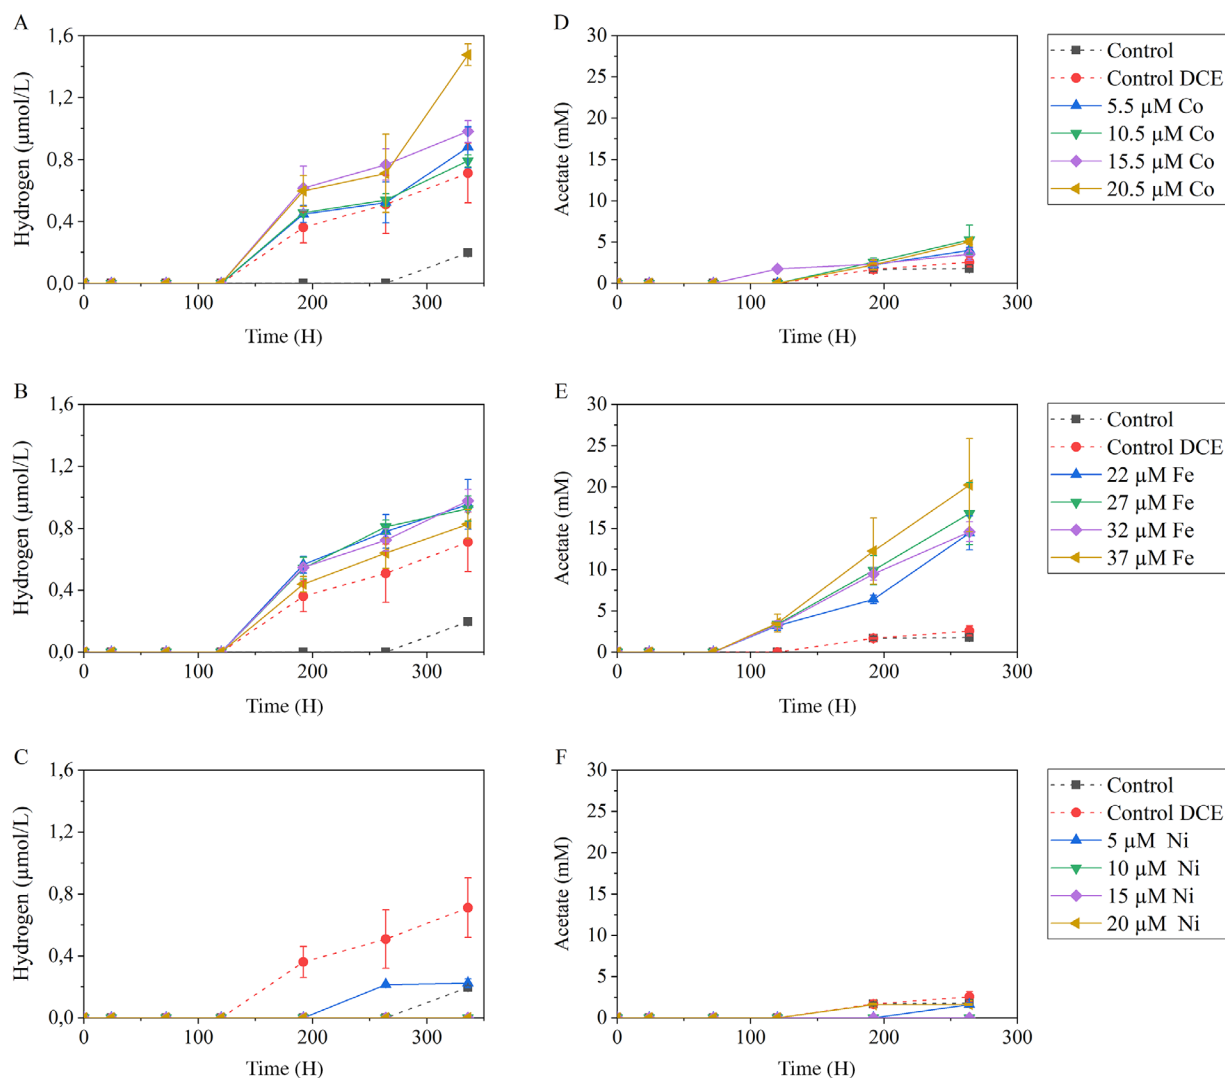 A
Hydrogen (µmol/L)
1,6
1,2
0,8
0,4
0,0
0 100 200 300
Time (H)
D
Acetate (mM)
30
25
20
15
10
5
0
0 100 200 300
Time (H)
Control
Control DCE
5.5 µM Co
10.5 µM Co
15.5 µM Co
20.5 µM Co
B
Hydrogen (µmol/L)
1,6
1,2
0,8
0,4
0,0
0 100 200 300
Time (H)
E
Acetate (mM)
30
25
20
15
10
5
0
0 100 200 300
Time (H)
Control
Control DCE
22 µM Fe
27 µM Fe
32 µM Fe
37 µM Fe
C
Hydrogen (µmol/L)
1,6
1,2
0,8
0,4
0,0
0 100 200 300
Time (H)
F
Acetate (mM)
30
25
20
15
10
5
0
0 100 200 300
Time (H)
Control
Control DCE
5 µM Ni
10 µM Ni
15 µM Ni
20 µM Ni